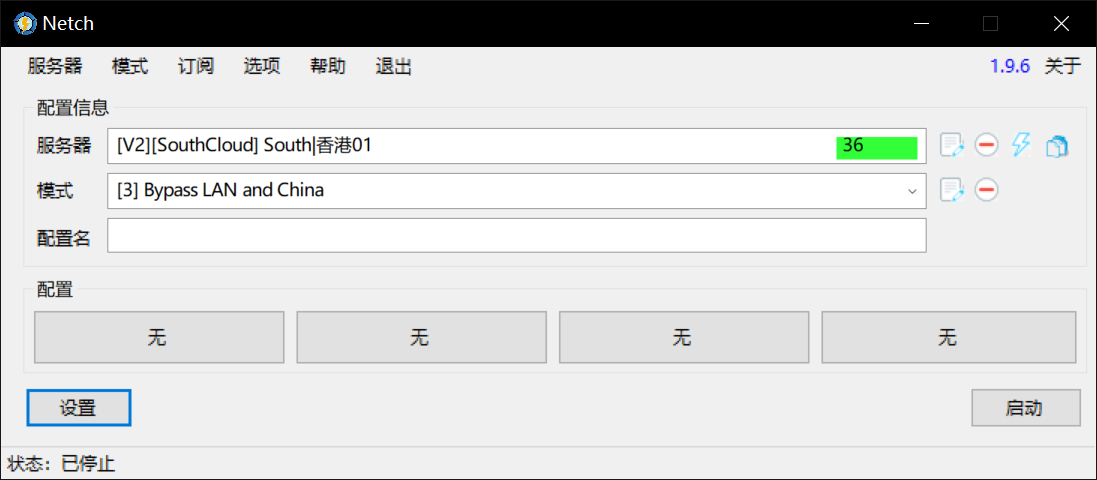 Netch
服务器 模式 订阅 选项 帮助 退出 1.9.6 关于
配置信息
服务器 [V2][SouthCloud] South|香港01 36
模式 [3] Bypass LAN and China
配置名
配置
无 无 无 无
设置 启动
状态：已停止